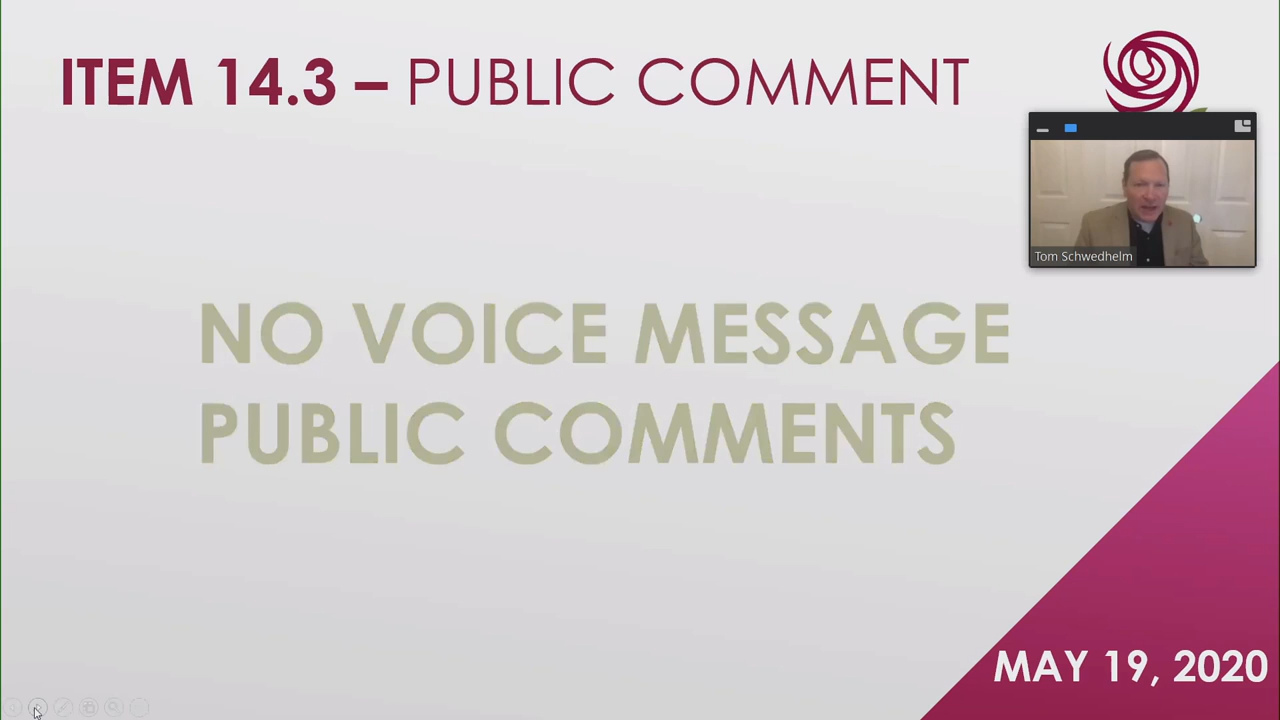 ITEM 14.3 – PUBLIC COMMENT
Tom Schwedhelm
NO VOICE MESSAGE
PUBLIC COMMENTS
MAY 19, 2020